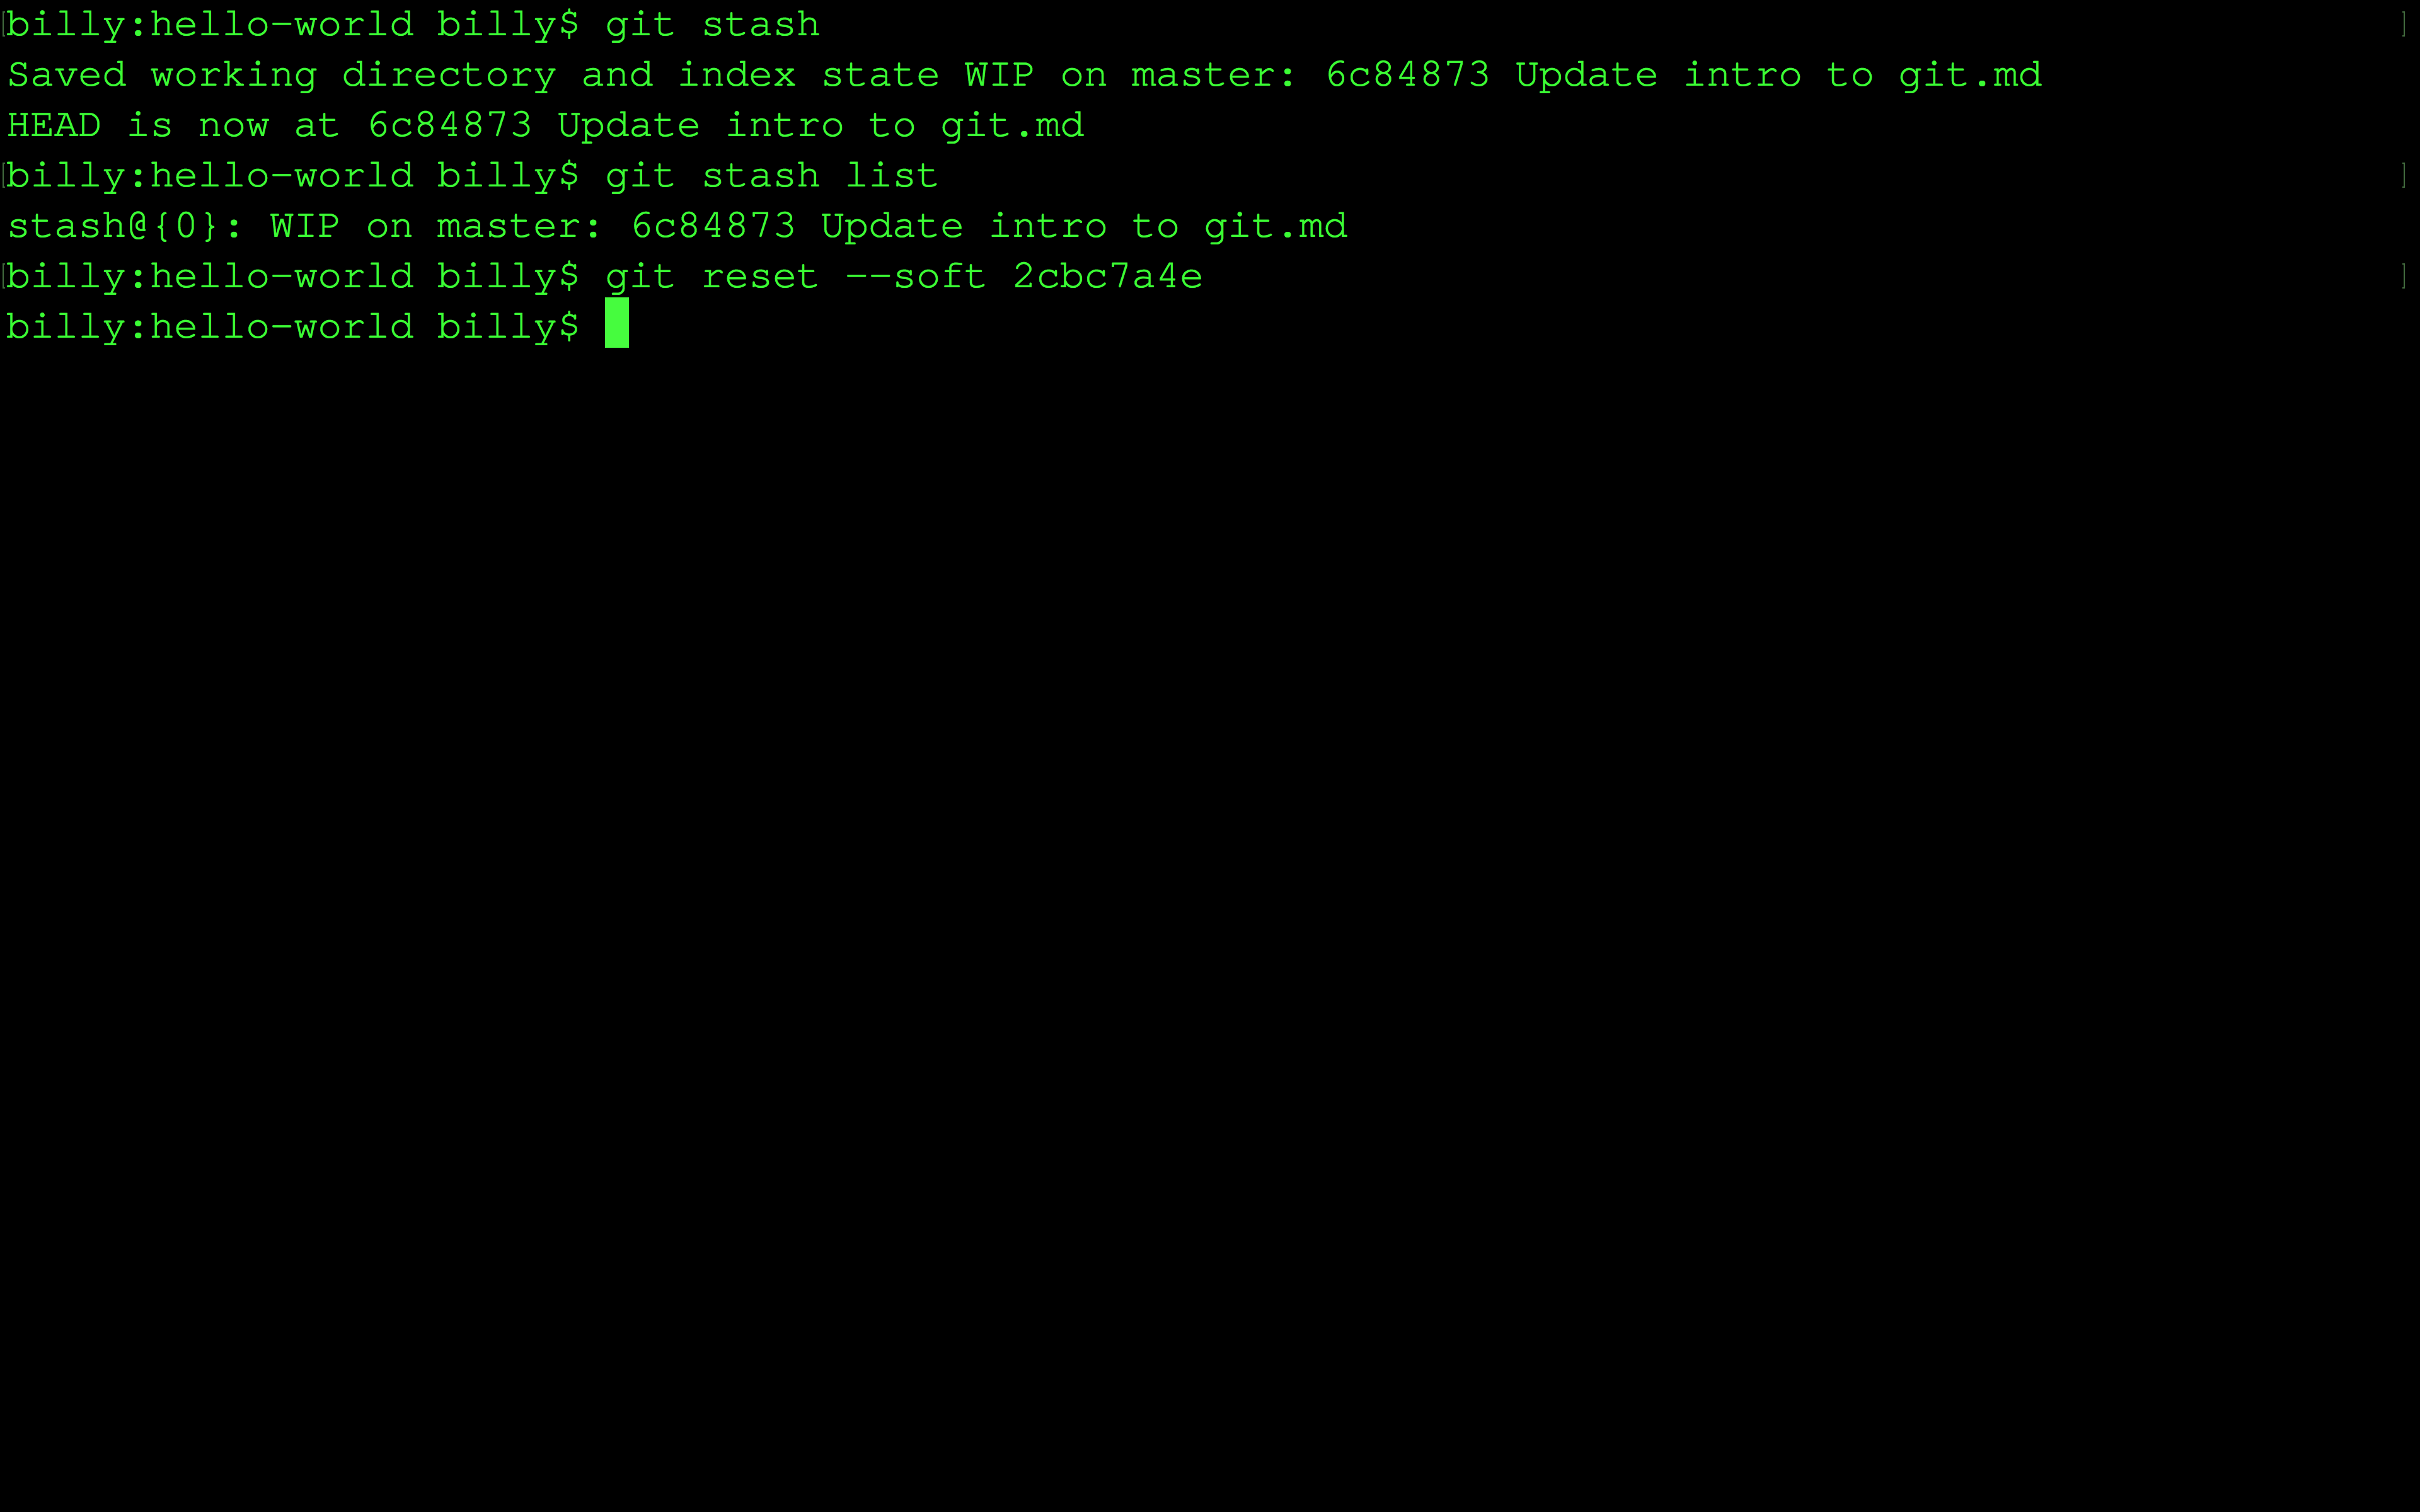 [billy:hello-world billy$ git stash ]
Saved working directory and index state WIP on master: 6c84873 Update intro to git.md
HEAD is now at 6c84873 Update intro to git.md
[billy:hello-world billy$ git stash list ]
stash@{0}: WIP on master: 6c84873 Update intro to git.md
[billy:hello-world billy$ git reset --soft 2cbc7a4e ]
billy:hello-world billy$